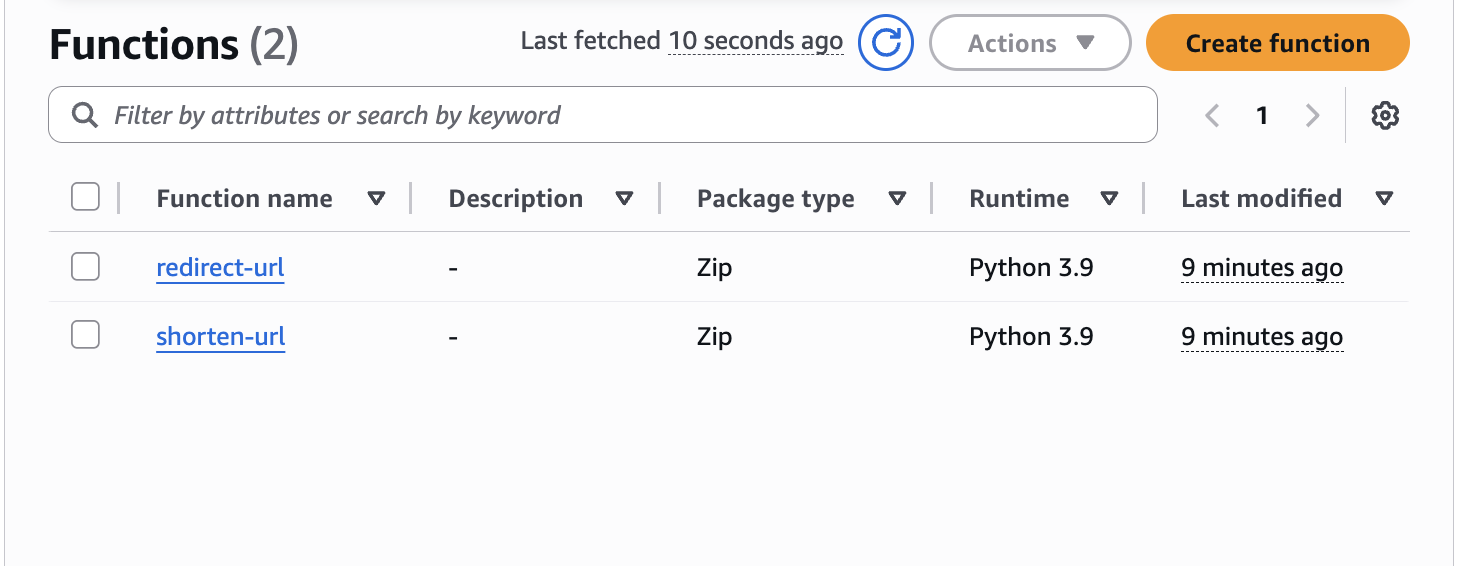 Functions (2) Last fetched 10 seconds ago Actions Create function
Filter by attributes or search by keyword 1
Function name Description Package type Runtime Last modified
redirect-url - Zip Python 3.9 9 minutes ago
shorten-url - Zip Python 3.9 9 minutes ago